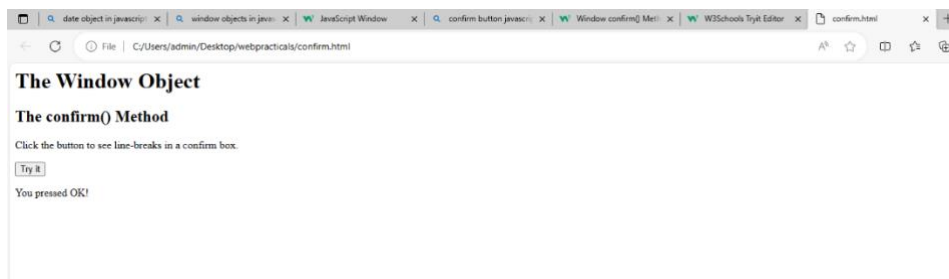 date object in javascript
window objects in javas
JavaScript Window
confirm button javascrip
Window confirm() Meth
W3Schools Tryit Editor
confirm.html
File
C:/Users/admin/Desktop/webpracticals/confirm.html
The Window Object
The confirm() Method
Click the button to see line-breaks in a confirm box.
Try it
You pressed OK!